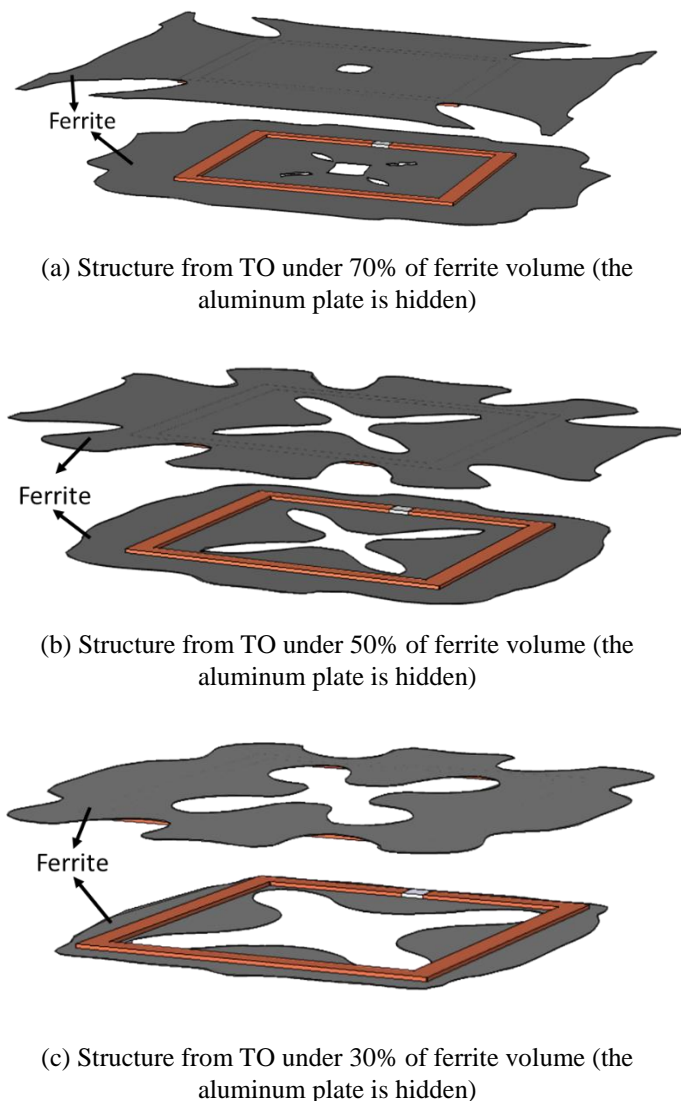 Ferrite
(a) Structure from TO under 70% of ferrite volume (the
aluminum plate is hidden)
Ferrite
(b) Structure from TO under 50% of ferrite volume (the
aluminum plate is hidden)
Ferrite
(c) Structure from TO under 30% of ferrite volume (the
aluminum plate is hidden)